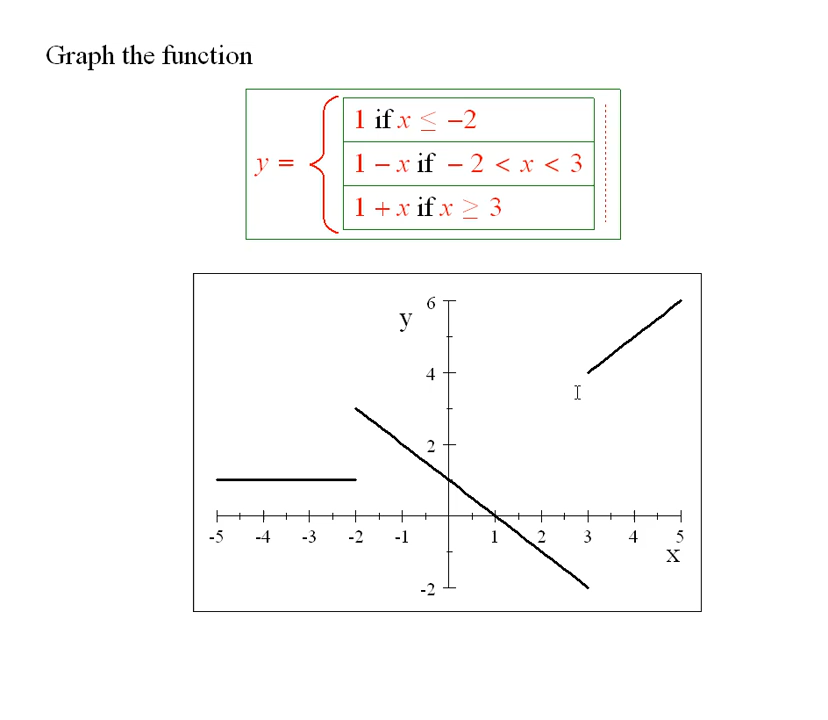 Graph the function
y = { 1 if x ≤ −2
1 − x if − 2 < x < 3
1 + x if x ≥ 3
6
y
4
2
-5 -4 -3 -2 -1 1 2 3 4 5
x
-2